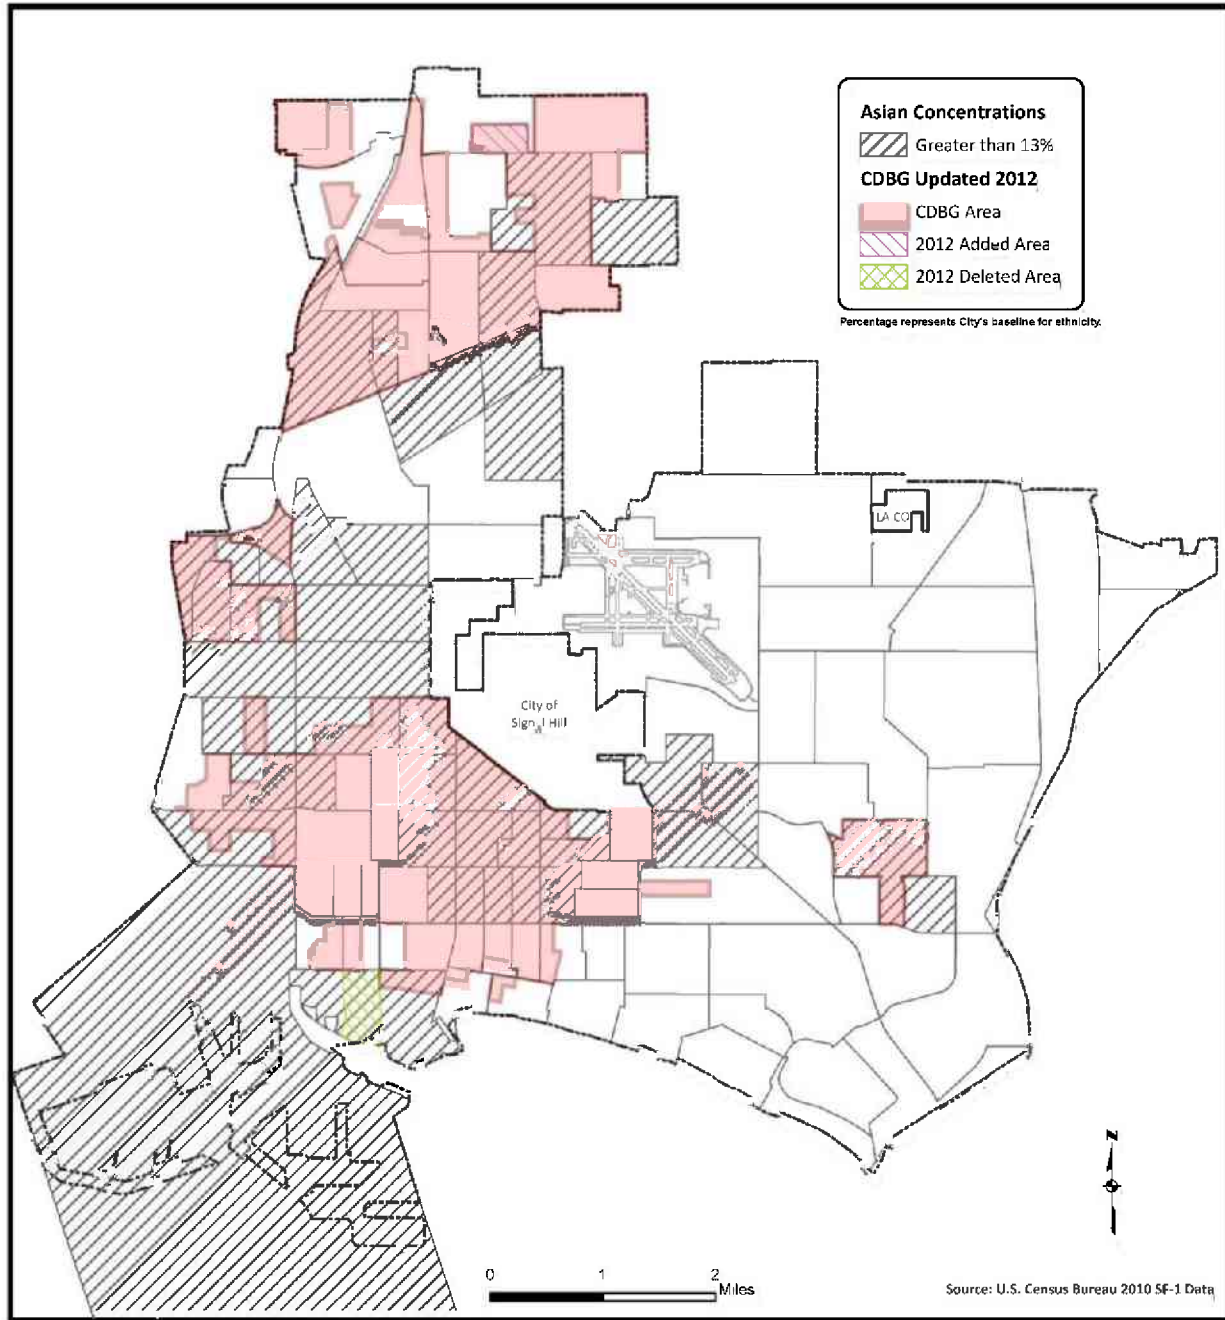 Asian Concentrations
Greater than 13%
CDBG Updated 2012
CDBG Area
2012 Added Area
2012 Deleted Area
Percentage represents City's baseline for ethnicity.
LA CO
City of
Signal Hill
N
0 1 2
Miles
Source: U.S. Census Bureau 2010 SF-1 Data